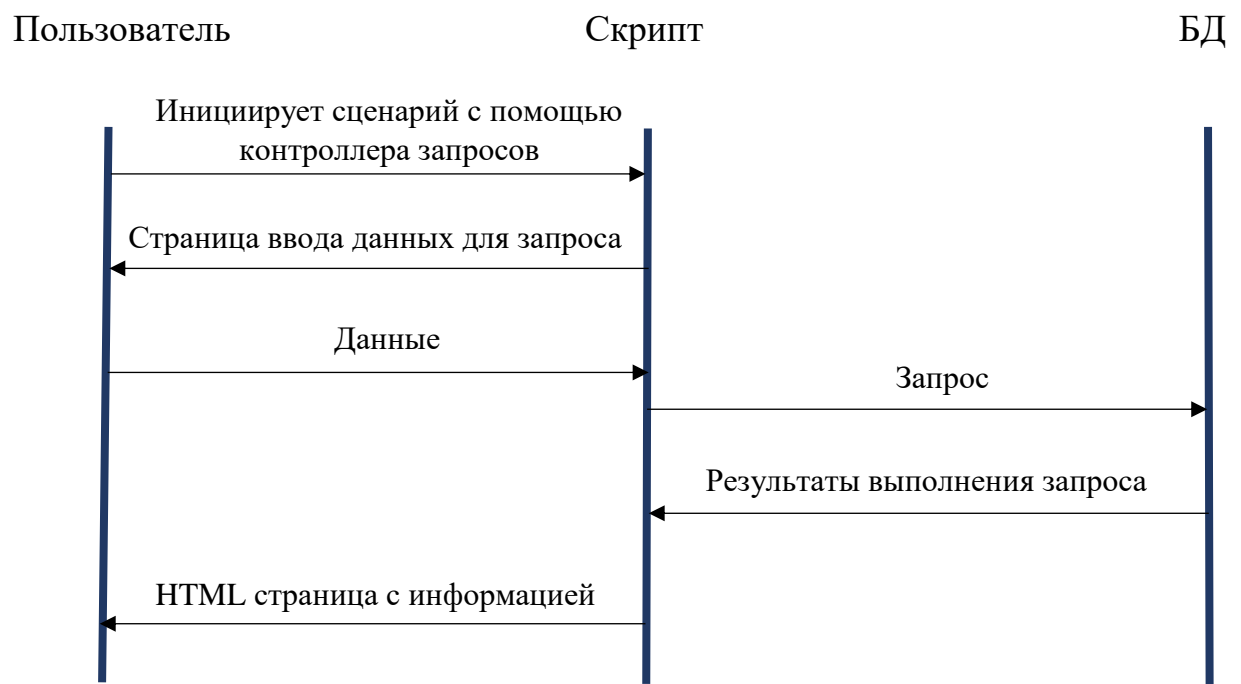 Пользователь
Скрипт
БД
Инициирует сценарий с помощью
контроллера запросов
Страница ввода данных для запроса
Данные
Запрос
Результаты выполнения запроса
HTML страница с информацией